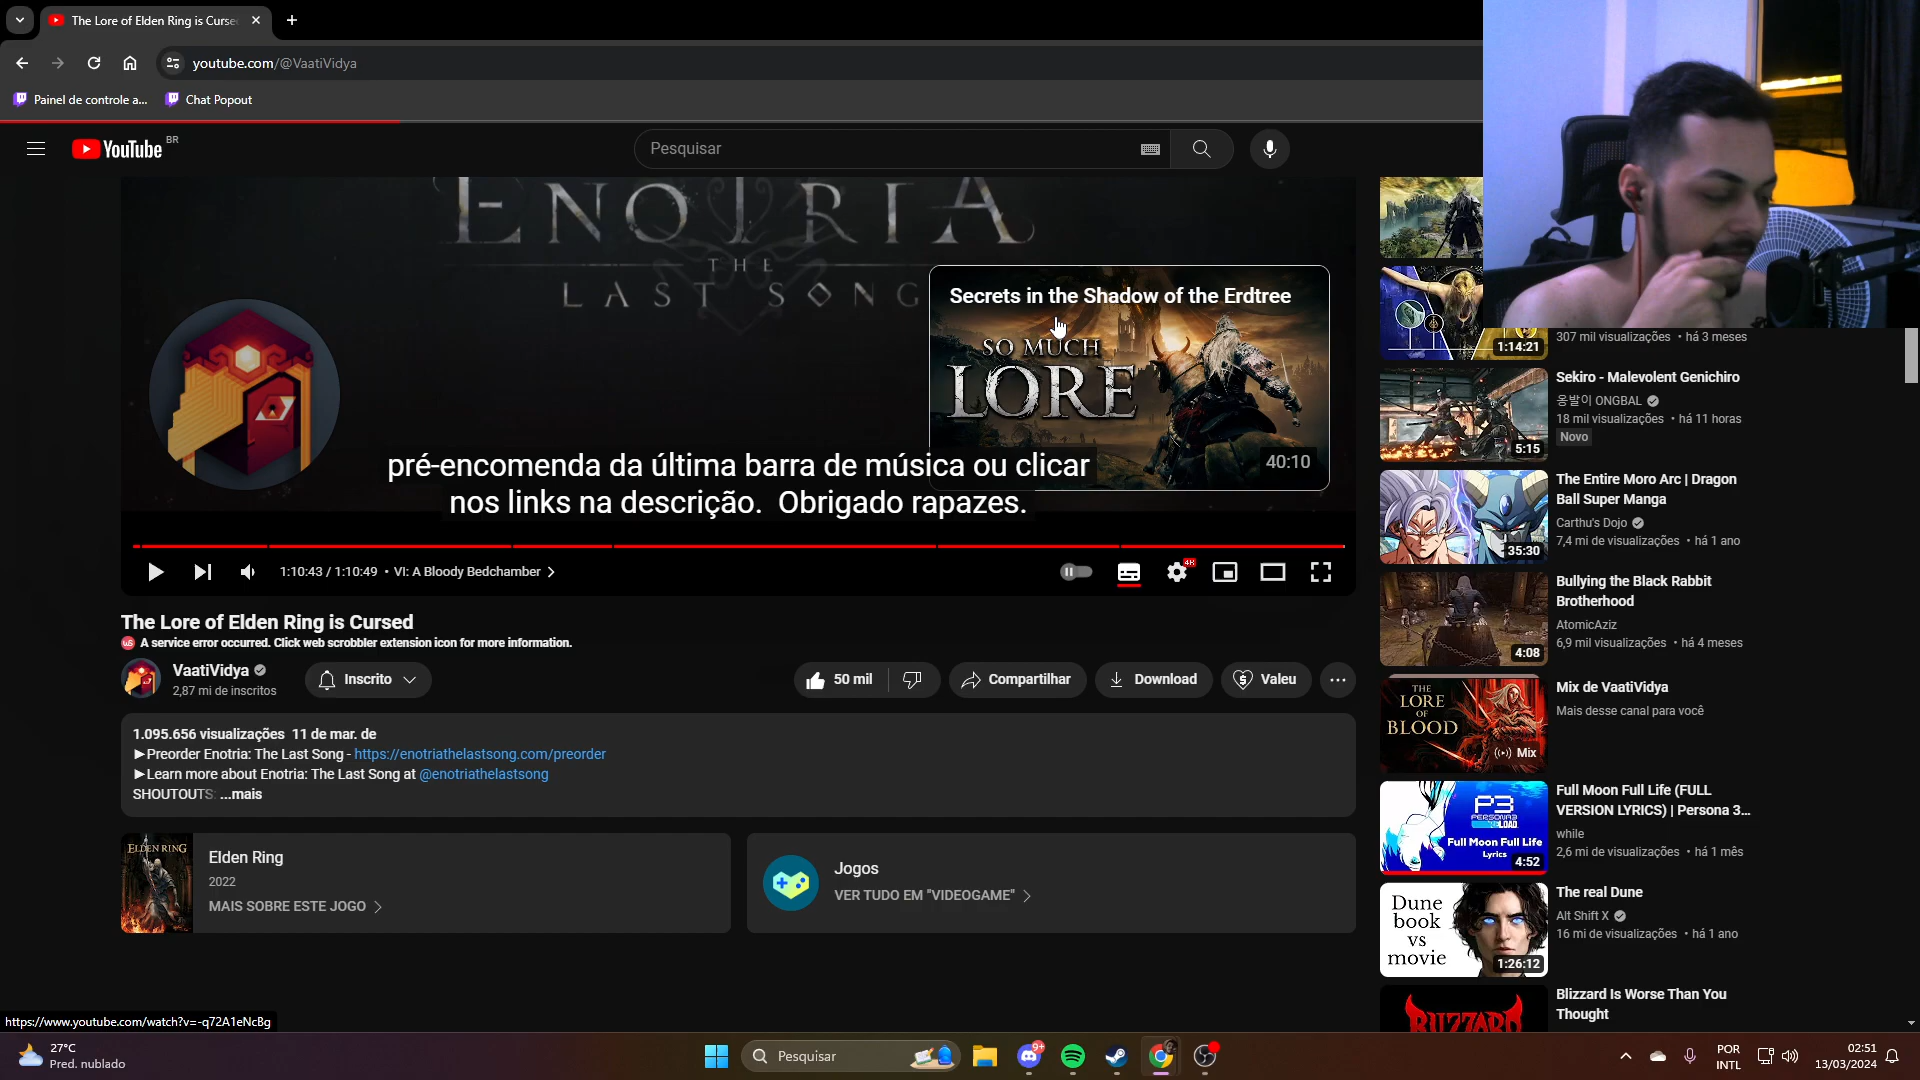 The Lore of Elden Ring is Curse
youtube.com/@VaatiVidya
Painel de controle a...
Chat Popout
YouTube BR
Pesquisar
ENOTRIA
THE
LAST SONG
Secrets in the Shadow of the Erdtree
SO MUCH
LORE
40:10
pré-encomenda da última barra de música ou clicar
nos links na descrição. Obrigado rapazes.
1:10:43 / 1:10:49 • VI: A Bloody Bedchamber
4K
The Lore of Elden Ring is Cursed
A service error occurred. Click web scrobbler extension icon for more information.
VaatiVidya
2,87 mi de inscritos
Inscrito
50 mil
Compartilhar
Download
Valeu
1.095.656 visualizações 11 de mar. de
►Preorder Enotria: The Last Song - https://enotriathelastsong.com/preorder
►Learn more about Enotria: The Last Song at @enotriathelastsong
SHOUTOUTS: ...mais
ELDEN RING
Elden Ring
2022
MAIS SOBRE ESTE JOGO
Jogos
VER TUDO EM "VIDEOGAME"
1:14:21
307 mil visualizações • há 3 meses
5:15
Sekiro - Malevolent Genichiro
옹발이 ONGBAL
18 mil visualizações • há 11 horas
Novo
35:30
The Entire Moro Arc | Dragon
Ball Super Manga
Carthu's Dojo
7,4 mi de visualizações • há 1 ano
4:08
Bullying the Black Rabbit
Brotherhood
AtomicAziz
6,9 mil visualizações • há 4 meses
THE
LORE
OF
BLOOD
Mix
Mix de VaatiVidya
Mais desse canal para você
P3
PERSONA3
RELOAD
Full Moon Full Life
Lyrics
4:52
Full Moon Full Life (FULL
VERSION LYRICS) | Persona 3...
while
2,6 mi de visualizações • há 1 mês
Dune
book
vs
movie
1:26:12
The real Dune
Alt Shift X
16 mi de visualizações • há 1 ano
BLIZZARD
Blizzard Is Worse Than You
Thought
https://www.youtube.com/watch?v=-q72A1eNcBg
27°C
Pred. nublado
Pesquisar
9+
POR
INTL
02:51
13/03/2024